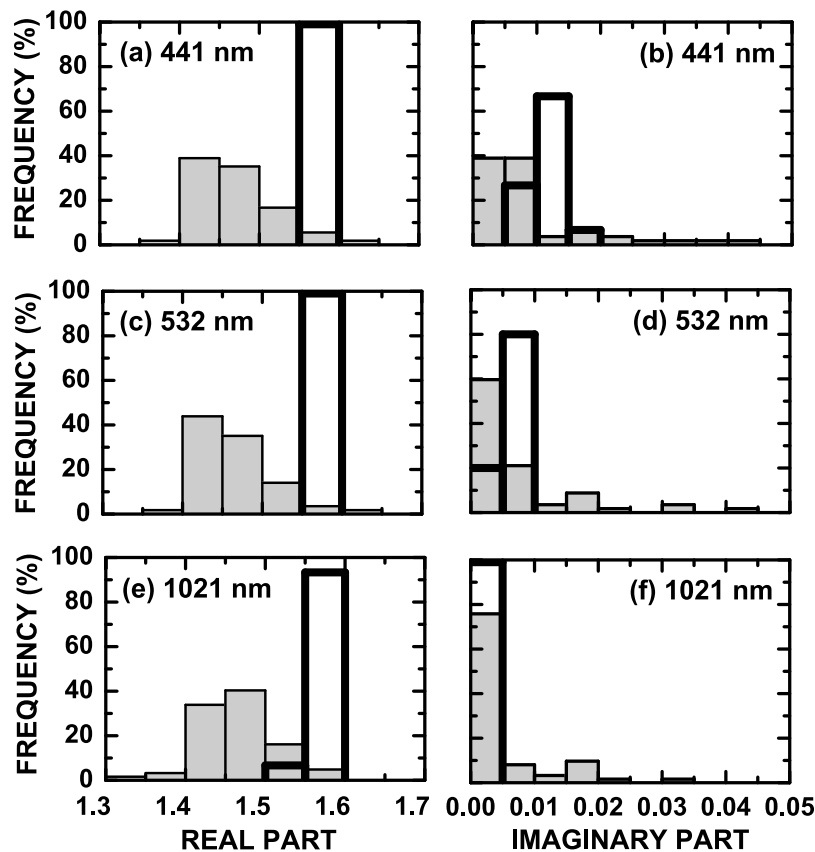 100
80
60
40
20
0
FREQUENCY (%)
(a) 441 nm
(b) 441 nm
100
80
60
40
20
0
FREQUENCY (%)
(c) 532 nm
(d) 532 nm
100
80
60
40
20
0
FREQUENCY (%)
(e) 1021 nm
(f) 1021 nm
1.3 1.4 1.5 1.6 1.7
0.00 0.01 0.02 0.03 0.04 0.05
REAL PART
IMAGINARY PART